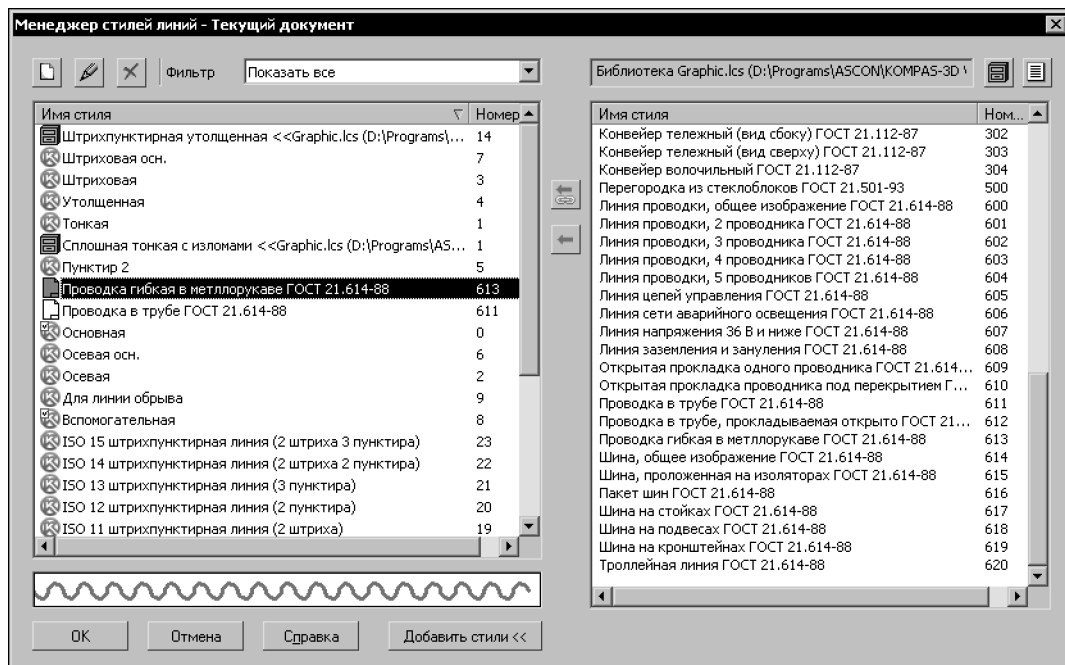 Менеджер стилей линий - Текущий документ
Фильтр
Показать все
Библиотека Graphic.lcs (D:\Programs\ASCON\KOMPAS-3D
Имя стиля Номер
Штрихпунктирная утолщенная <<Graphic.lcs (D:\Programs\... 14
Штриховая осн. 7
Штриховая 3
Утолщенная 4
Тонкая 1
Сплошная тонкая с изломами <<Graphic.lcs (D:\Programs\AS... 1
Пунктир 2 5
Проводка гибкая в метллорукаве ГОСТ 21.614-88 613
Проводка в трубе ГОСТ 21.614-88 611
Основная 0
Осевая осн. 6
Осевая 2
Для линии обрыва 9
Вспомогательная 8
ISO 15 штрихпунктирная линия (2 штриха 3 пунктира) 23
ISO 14 штрихпунктирная линия (2 штриха 2 пунктира) 22
ISO 13 штрихпунктирная линия (3 пунктира) 21
ISO 12 штрихпунктирная линия (2 пунктира) 20
ISO 11 штрихпунктирная линия (2 штриха) 19
Имя стиля Ном...
Конвейер тележный (вид сбоку) ГОСТ 21.112-87 302
Конвейер тележный (вид сверху) ГОСТ 21.112-87 303
Конвейер волочильный ГОСТ 21.112-87 304
Перегородка из стеклоблоков ГОСТ 21.501-93 500
Линия проводки, общее изображение ГОСТ 21.614-88 600
Линия проводки, 2 проводника ГОСТ 21.614-88 601
Линия проводки, 3 проводника ГОСТ 21.614-88 602
Линия проводки, 4 проводника ГОСТ 21.614-88 603
Линия проводки, 5 проводников ГОСТ 21.614-88 604
Линия цепей управления ГОСТ 21.614-88 605
Линия сети аварийного освещения ГОСТ 21.614-88 606
Линия напряжения 36 В и ниже ГОСТ 21.614-88 607
Линия заземления и зануления ГОСТ 21.614-88 608
Открытая прокладка одного проводника ГОСТ 21.614... 609
Открытая прокладка проводника под перекрытием Г... 610
Проводка в трубе ГОСТ 21.614-88 611
Проводка в трубе, прокладываемая открыто ГОСТ 21... 612
Проводка гибкая в метллорукаве ГОСТ 21.614-88 613
Шина, общее изображение ГОСТ 21.614-88 614
Шина, проложенная на изоляторах ГОСТ 21.614-88 615
Пакет шин ГОСТ 21.614-88 616
Шина на стойках ГОСТ 21.614-88 617
Шина на подвесах ГОСТ 21.614-88 618
Шина на кронштейнах ГОСТ 21.614-88 619
Троллейная линия ГОСТ 21.614-88 620
OK
Отмена
Справка
Добавить стили <<